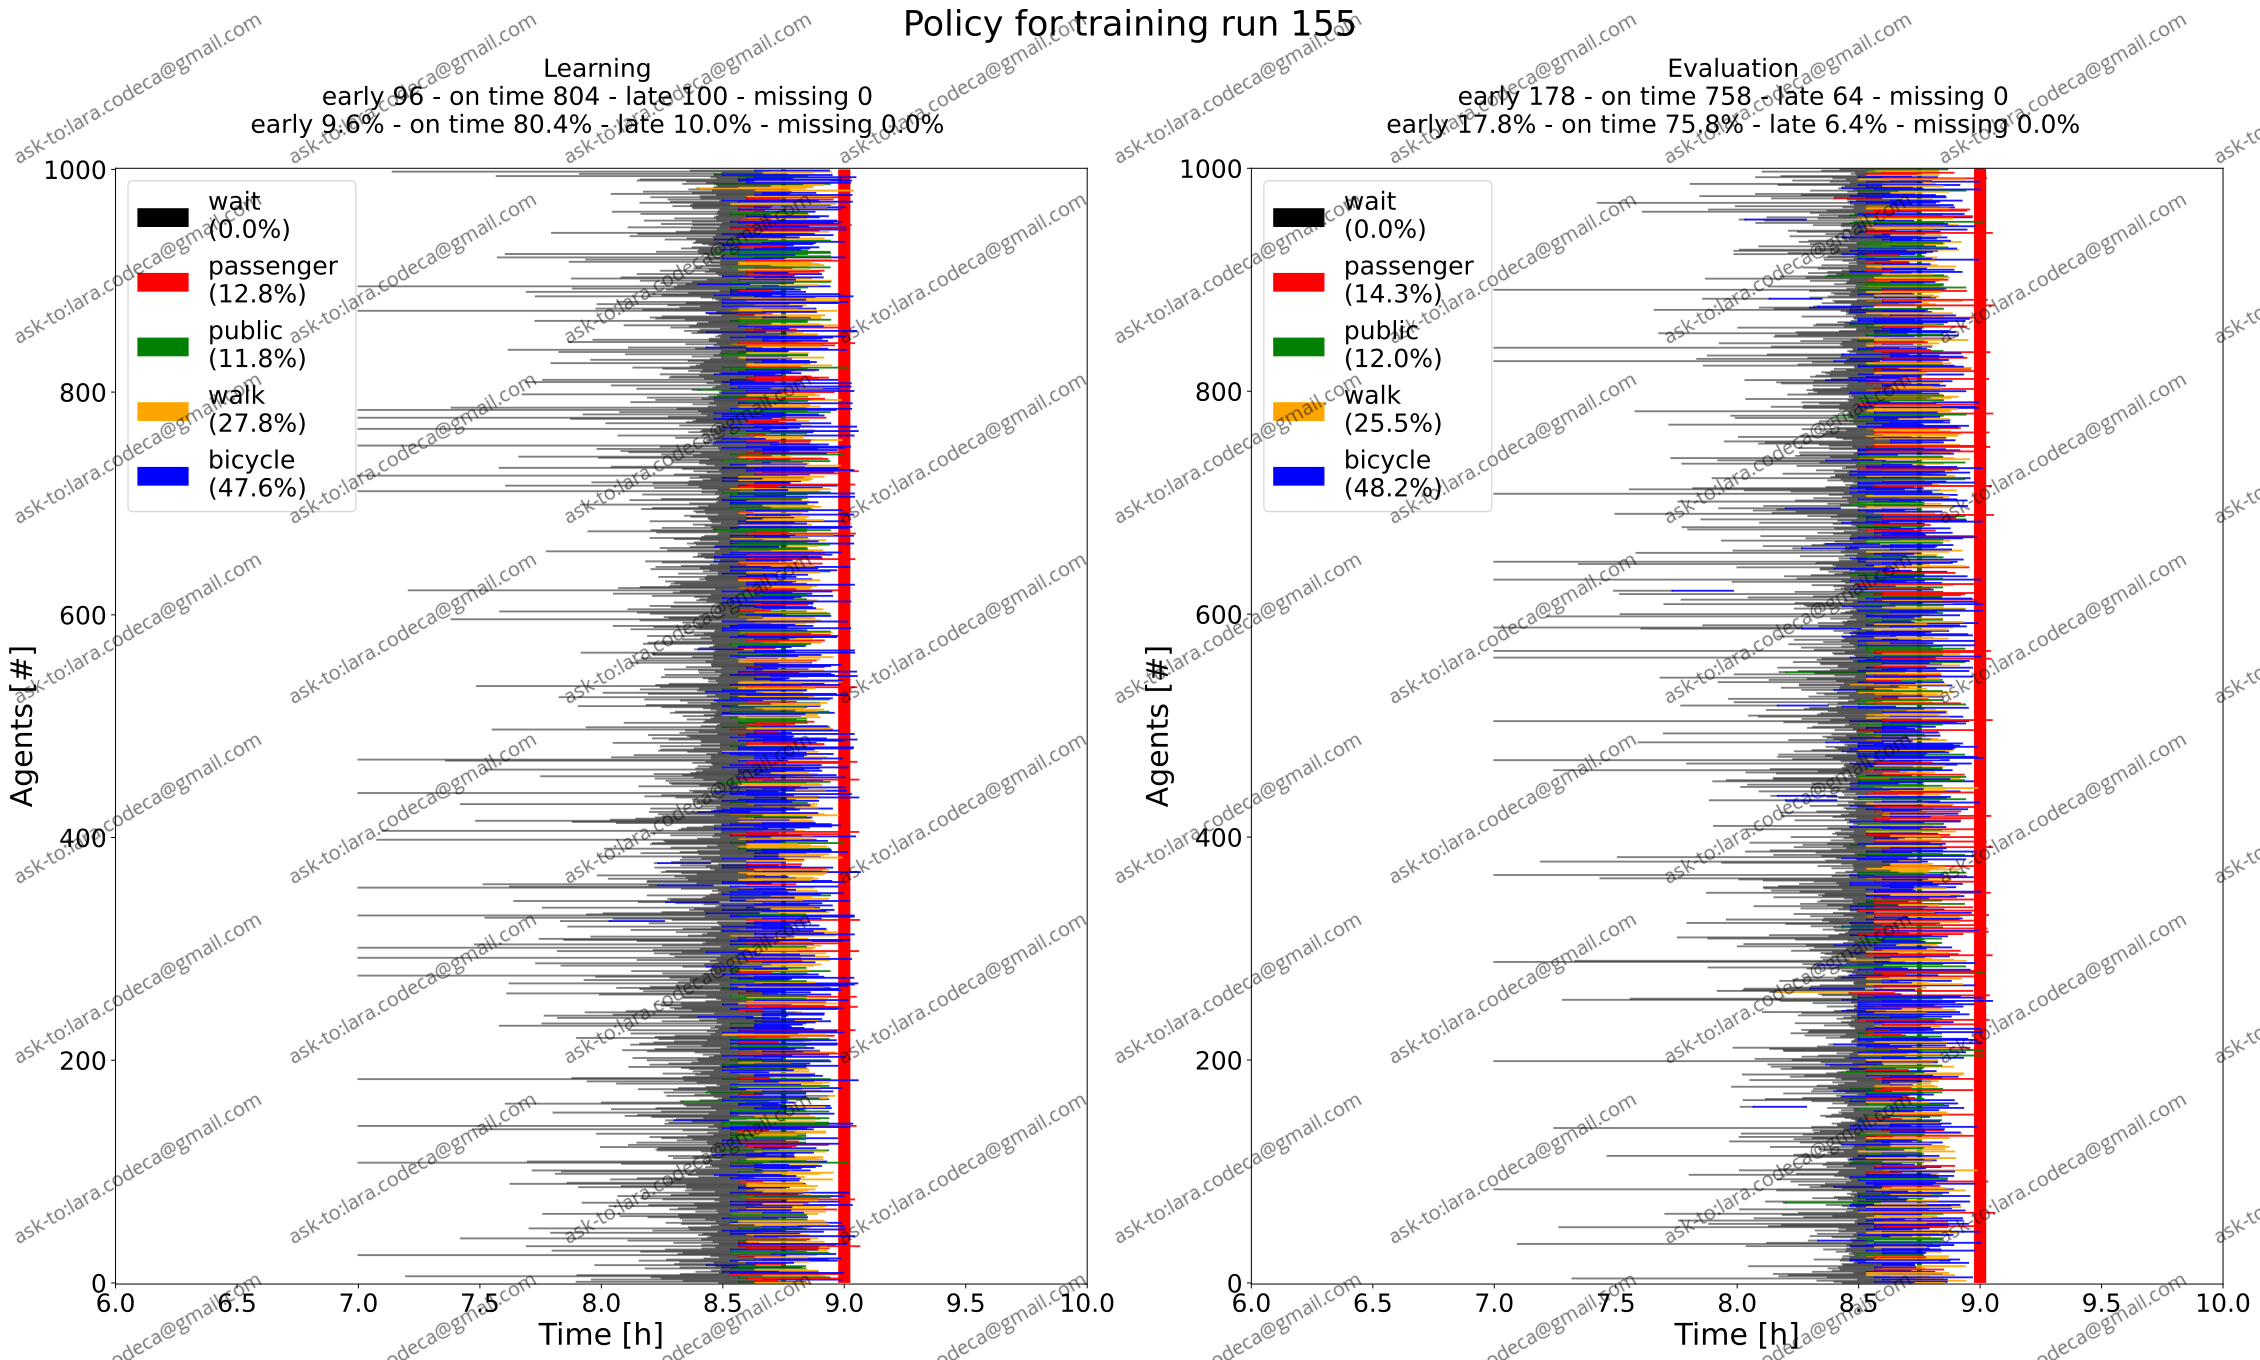 Policy for training run 155
Learning
early 96 - on time 804 - late 100 - missing 0
early 9.6% - on time 80.4% - late 10.0% - missing 0.0%
1000
800
600
400
200
0
Agents [#]
wait
(0.0%)
passenger
(12.8%)
public
(11.8%)
walk
(27.8%)
bicycle
(47.6%)
6.0 6.5 7.0 7.5 8.0 8.5 9.0 9.5 10.0
Time [h]
Evaluation
early 178 - on time 758 - late 64 - missing 0
early 17.8% - on time 75.8% - late 6.4% - missing 0.0%
1000
800
600
400
200
0
Agents [#]
wait
(0.0%)
passenger
(14.3%)
public
(12.0%)
walk
(25.5%)
bicycle
(48.2%)
6.0 6.5 7.0 7.5 8.0 8.5 9.0 9.5 10.0
Time [h]
ask-to:lara.codeca@gmail.com